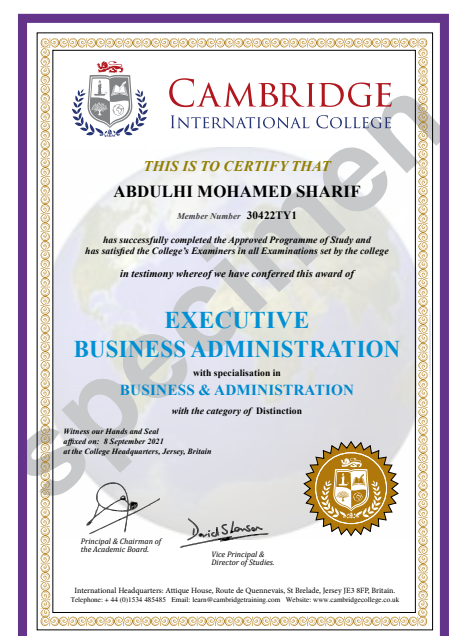 CAMBRIDGE
INTERNATIONAL COLLEGE
THIS IS TO CERTIFY THAT
ABDULHI MOHAMED SHARIF
Member Number 30422TY1
has successfully completed the Approved Programme of Study and
has satisfied the College's Examiners in all Examinations set by the college
in testimony whereof we have conferred this award of
EXECUTIVE
BUSINESS ADMINISTRATION
with specialisation in
BUSINESS & ADMINISTRATION
with the category of Distinction
Witness our Hands and Seal
affixed on: 8 September 2021
at the College Headquarters, Jersey, Britain
specimen
David S Lawson
Principal & Chairman of
the Academic Board.
Vice Principal &
Director of Studies.
International Headquarters: Attique House, Route de Quennevais, St Brelade, Jersey JE3 8FP, Britain.
Telephone: + 44 (0)1534 485485 Email: learn@cambridgetraining.com Website: www.cambridgecollege.co.uk